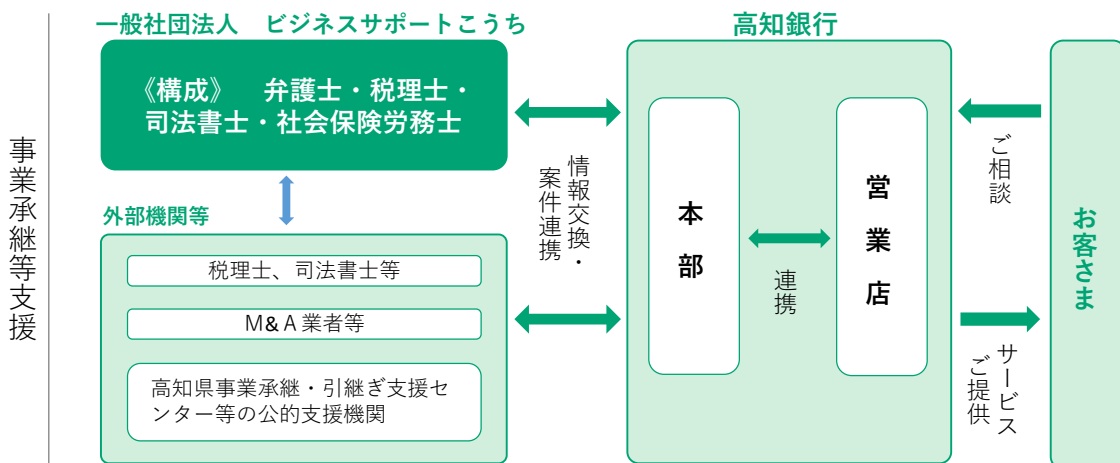 事業承継等支援
一般社団法人　ビジネスサポートこうち
《構成》　弁護士・税理士・
司法書士・社会保険労務士
外部機関等
税理士、司法書士等
M&A業者等
高知県事業承継・引継ぎ支援セ
ンター等の公的支援機関
情報交換・
案件連携
高知銀行
本部
連携
営業店
ご相談
サービス
ご提供
お客さま